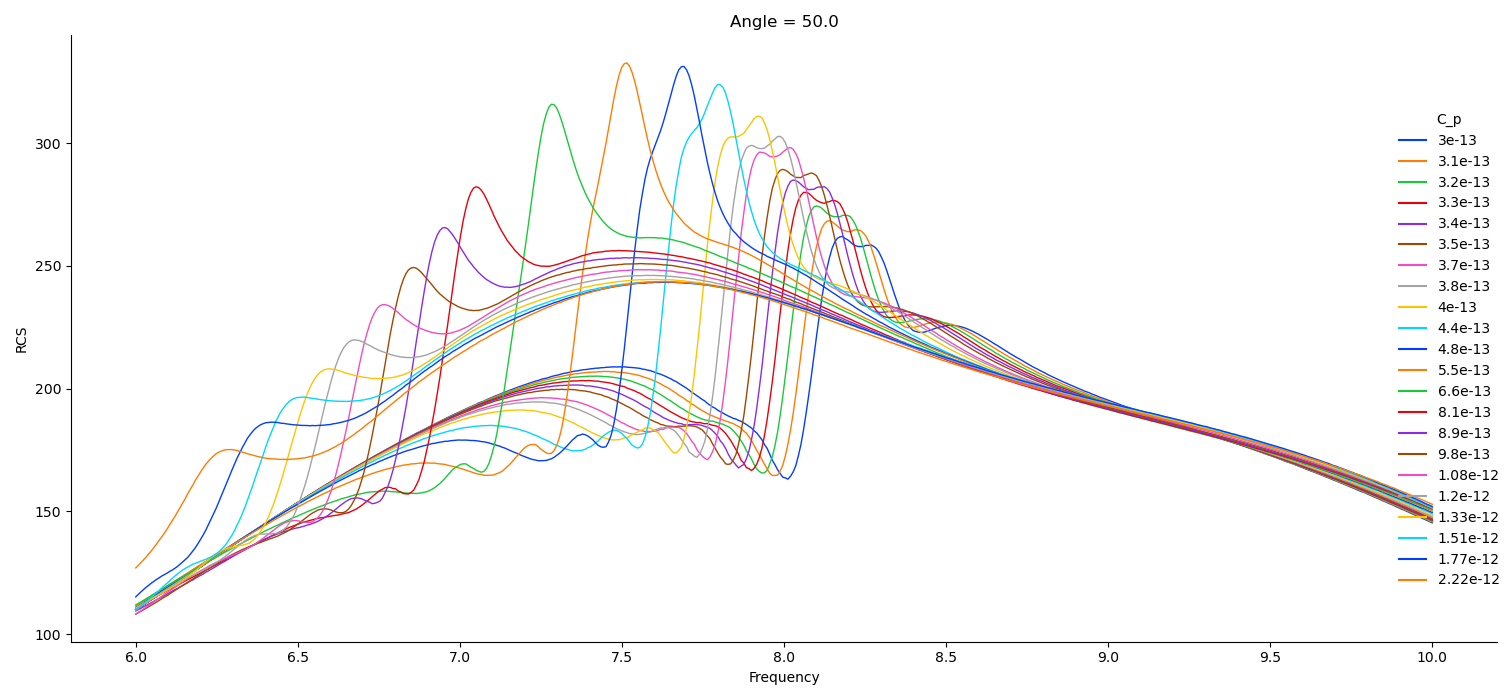 Angle = 50.0
RCS
300
250
200
150
100
6.0 6.5 7.0 7.5 8.0 8.5 9.0 9.5 10.0
Frequency
C_p
3e-13
3.1e-13
3.2e-13
3.3e-13
3.4e-13
3.5e-13
3.7e-13
3.8e-13
4e-13
4.4e-13
4.8e-13
5.5e-13
6.6e-13
8.1e-13
8.9e-13
9.8e-13
1.08e-12
1.2e-12
1.33e-12
1.51e-12
1.77e-12
2.22e-12